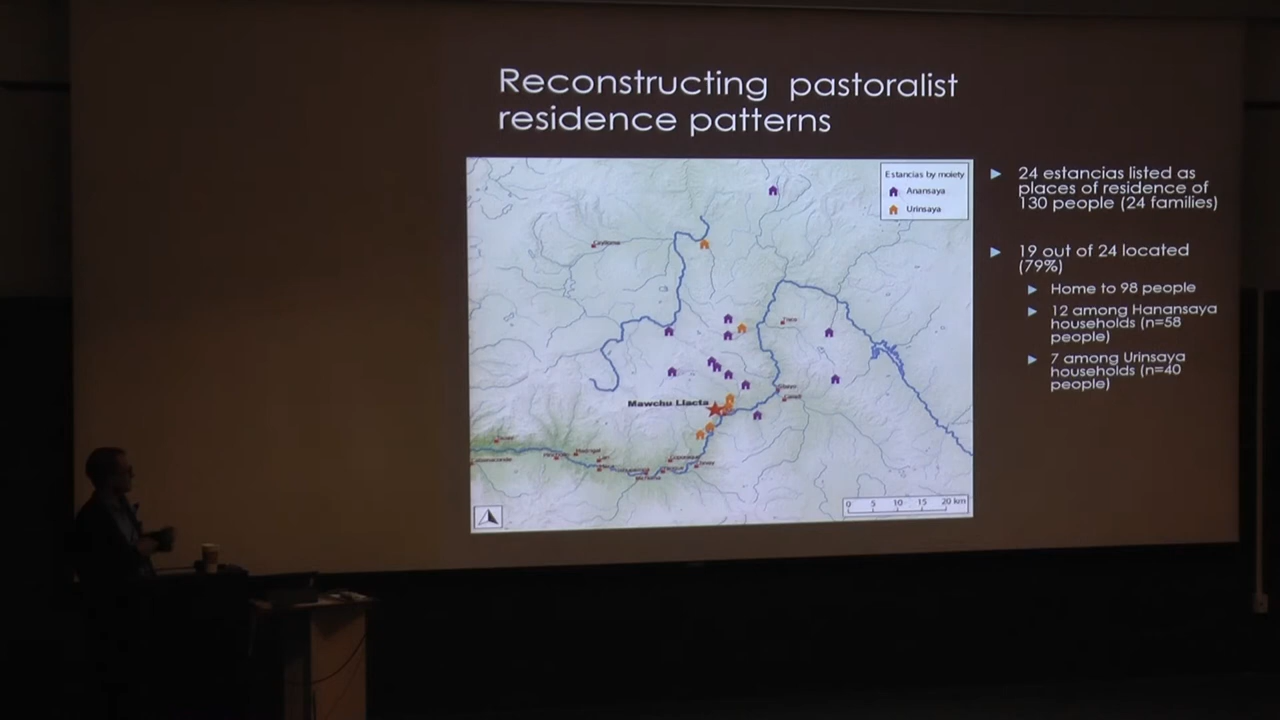 Reconstructing pastoralist
residence patterns
Estancias by moiety
Anansaya
Urinsaya
Mawchu Llacta
0 5 10 15 20 km
24 estancias listed as
places of residence of
130 people (24 families)
19 out of 24 located
(79%)
Home to 98 people
12 among Hanansaya
households (n=58
people)
7 among Urinsaya
households (n=40
people)